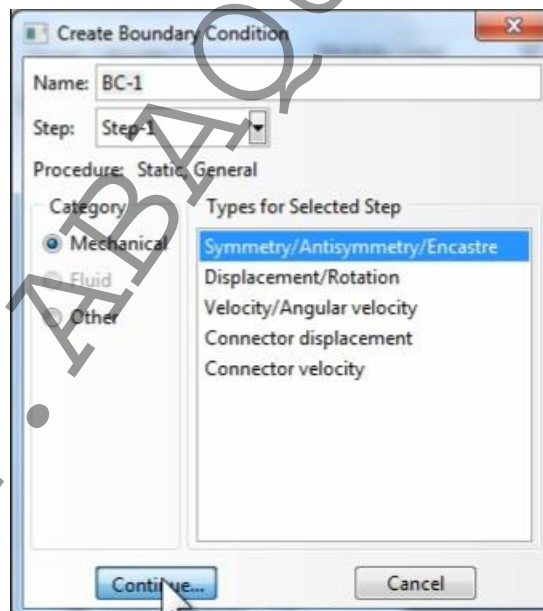 Create Boundary Condition
Name: BC-1
Step: Step-1
Procedure: Static, General
Category
Mechanical
Fluid
Other
Types for Selected Step
Symmetry/Antisymmetry/Encastre
Displacement/Rotation
Velocity/Angular velocity
Connector displacement
Connector velocity
Continue...
Cancel